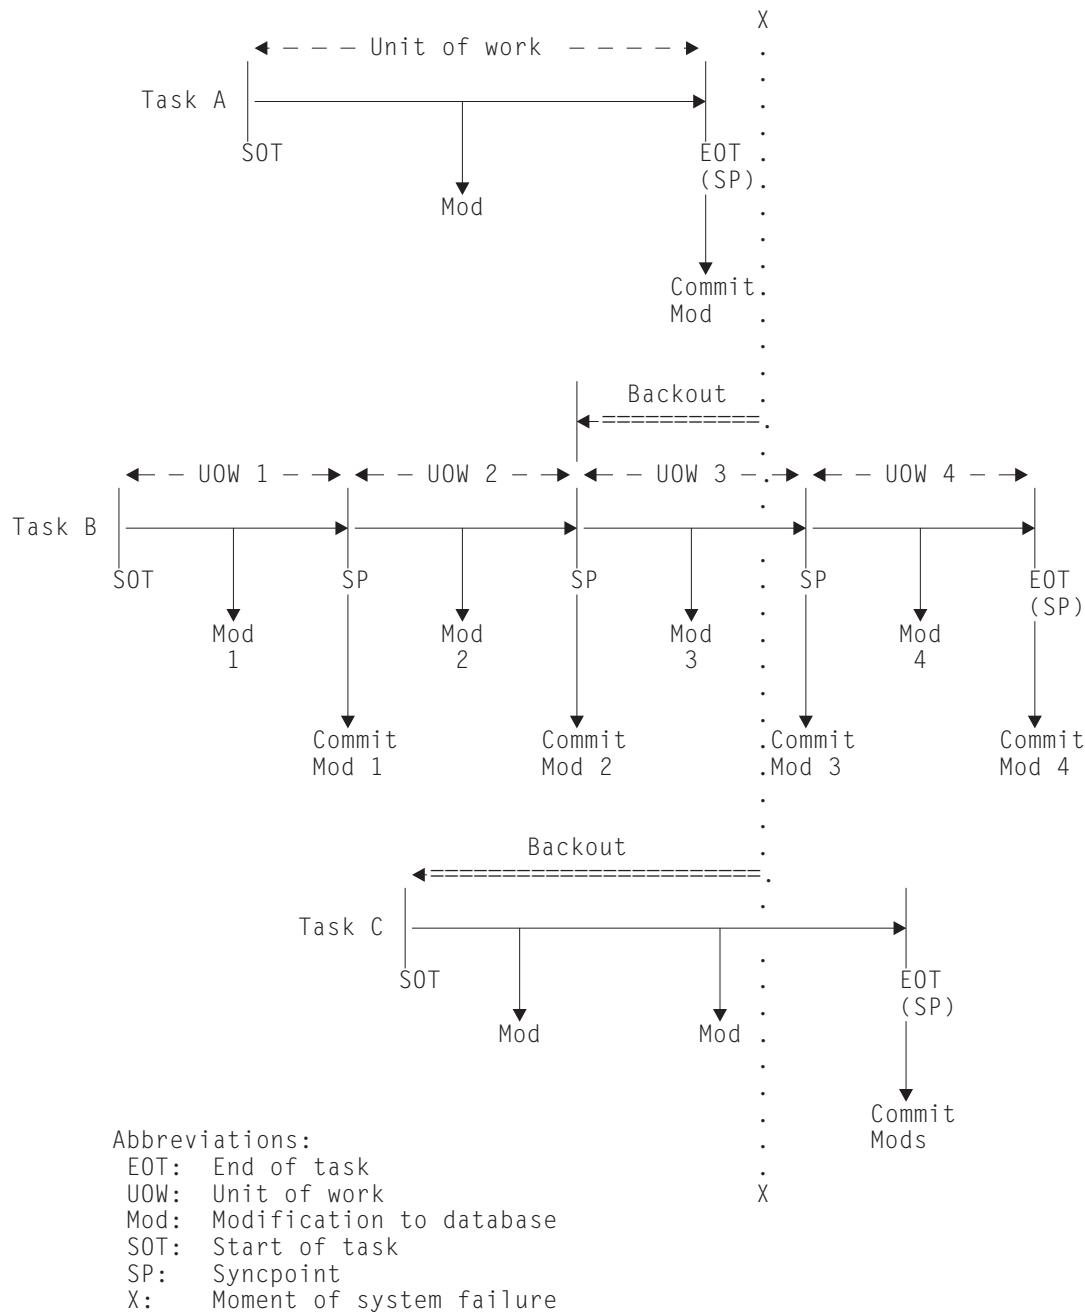 X
Unit of work
Task A
SOT
EOT
(SP)
Mod
Commit
Mod
Backout
UOW 1 UOW 2 UOW 3 UOW 4
Task B
SOT SP SP SP EOT
(SP)
Mod Mod Mod Mod
1 2 3 4
Commit Commit Commit Commit
Mod 1 Mod 2 Mod 3 Mod 4
Backout
Task C
SOT EOT
(SP)
Mod Mod
Commit
Mods
Abbreviations:
EOT: End of task
UOW: Unit of work
X
Mod: Modification to database
SOT: Start of task
SP: Syncpoint
X: Moment of system failure